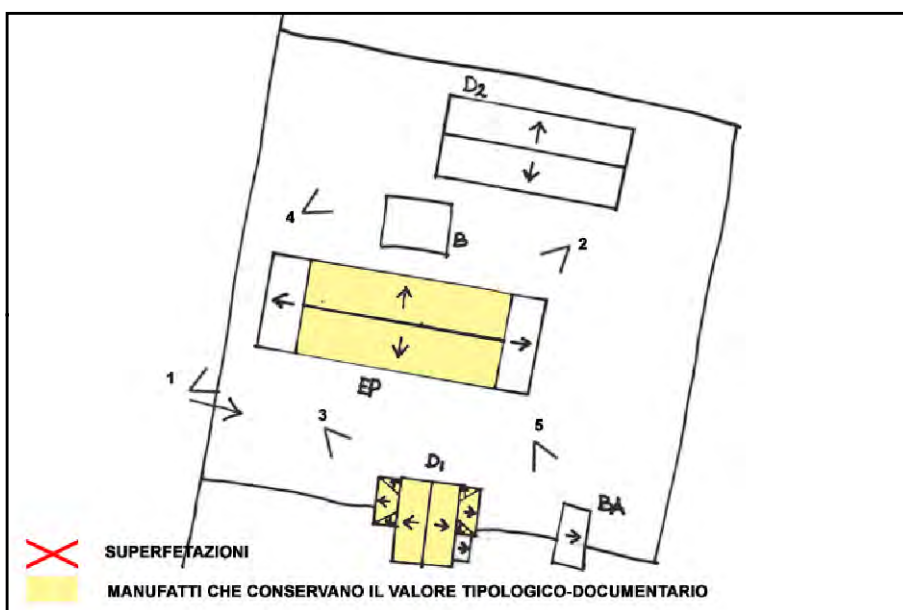 D2
4
B
2
EP
1
3
5
D1
BA
SUPERFETAZIONI
MANUFATTI CHE CONSERVANO IL VALORE TIPOLOGICO-DOCUMENTARIO